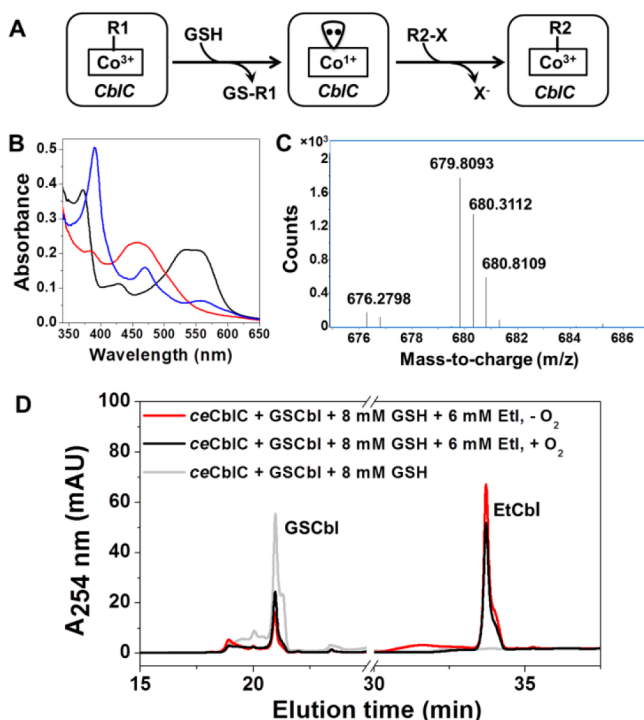 A
R1
GSH
R2-X
R2
Co3+
Co1+
Co3+
CblC
GS-R1
CblC
X-
CblC
B
C
0.5
0.4
0.3
0.2
0.1
0.0
Absorbance
350 400 450 500 550 600 650
Wavelength (nm)
×10³
2
1.6
1.2
0.8
0.4
0
Counts
679.8093
680.3112
680.8109
676.2798
676 678 680 682 684 686
Mass-to-charge (m/z)
D
100
80
60
40
20
0
A254 nm (mAU)
ceCblC + GSCbl + 8 mM GSH + 6 mM EtI, - O2
ceCblC + GSCbl + 8 mM GSH + 6 mM EtI, + O2
ceCblC + GSCbl + 8 mM GSH
GSCbl
EtCbl
15 20 25 30 35
Elution time (min)